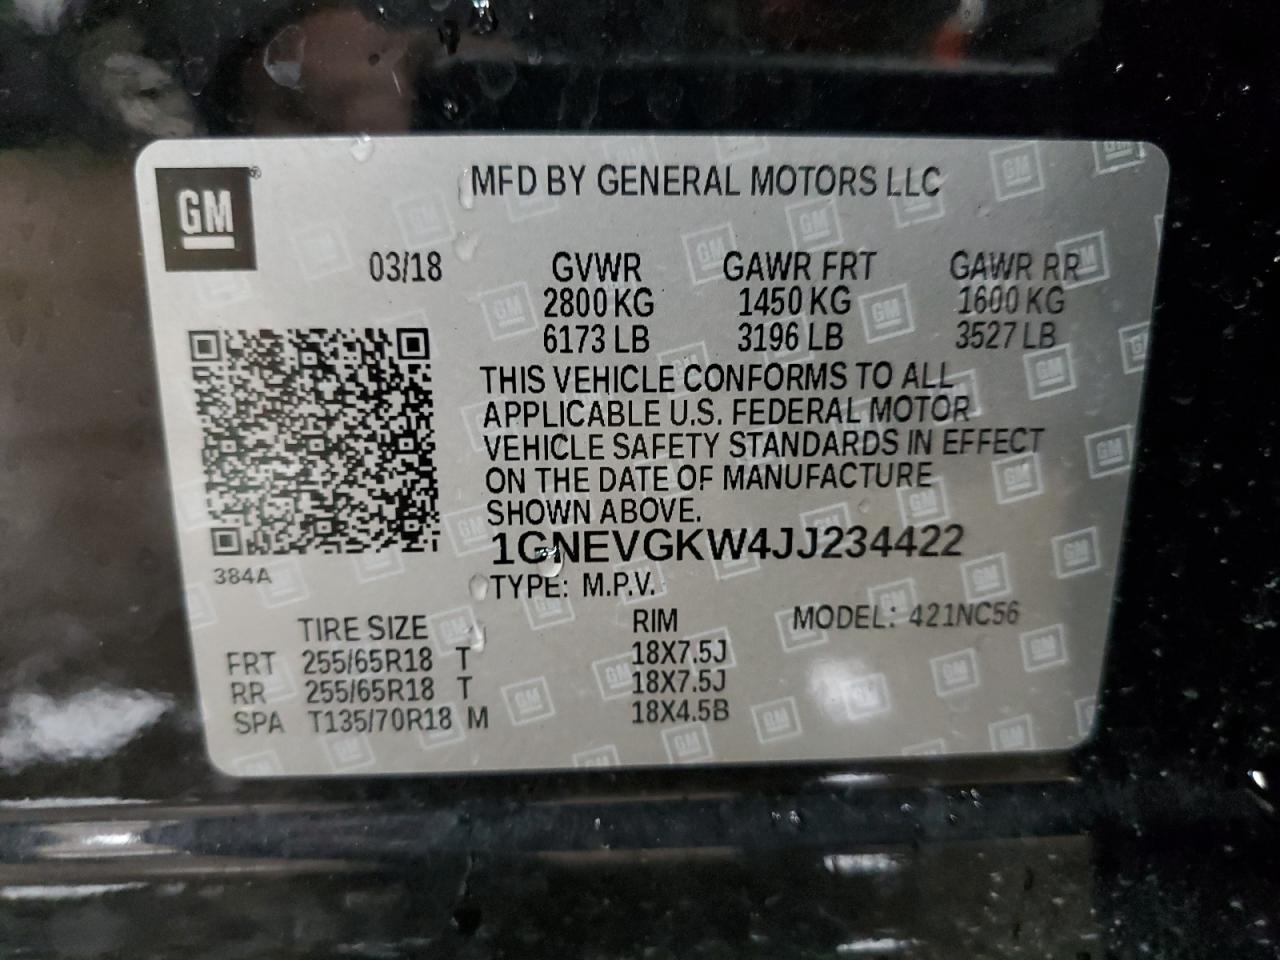 GM®
MFD BY GENERAL MOTORS LLC
03/18 GVWR GAWR FRT GAWR RR
2800 KG 1450 KG 1600 KG
6173 LB 3196 LB 3527 LB
THIS VEHICLE CONFORMS TO ALL
APPLICABLE U.S. FEDERAL MOTOR
VEHICLE SAFETY STANDARDS IN EFFECT
ON THE DATE OF MANUFACTURE
SHOWN ABOVE.
1GNEVGKW4JJ234422
384A
TYPE: M.P.V.
TIRE SIZE RIM MODEL: 421NC56
FRT 255/65R18 T 18X7.5J
RR 255/65R18 T 18X7.5J
SPA T135/70R18 M 18X4.5B